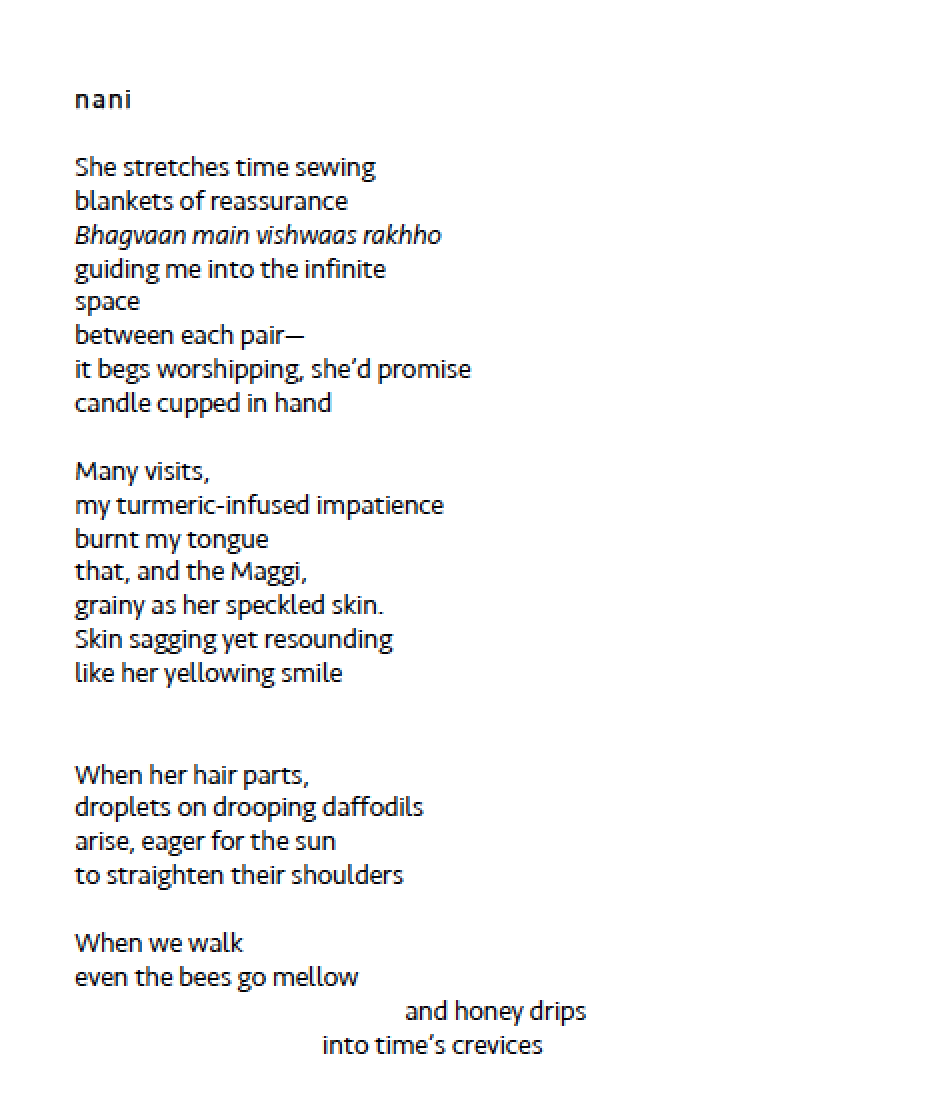 nani
She stretches time sewing
blankets of reassurance
Bhagvaan main vishwaas rakhho
guiding me into the infinite
space
between each pair—
it begs worshipping, she’d promise
candle cupped in hand
Many visits,
my turmeric-infused impatience
burnt my tongue
that, and the Maggi,
grainy as her speckled skin.
Skin sagging yet resounding
like her yellowing smile
When her hair parts,
droplets on drooping daffodils
arise, eager for the sun
to straighten their shoulders
When we walk
even the bees go mellow
and honey drips
into time’s crevices